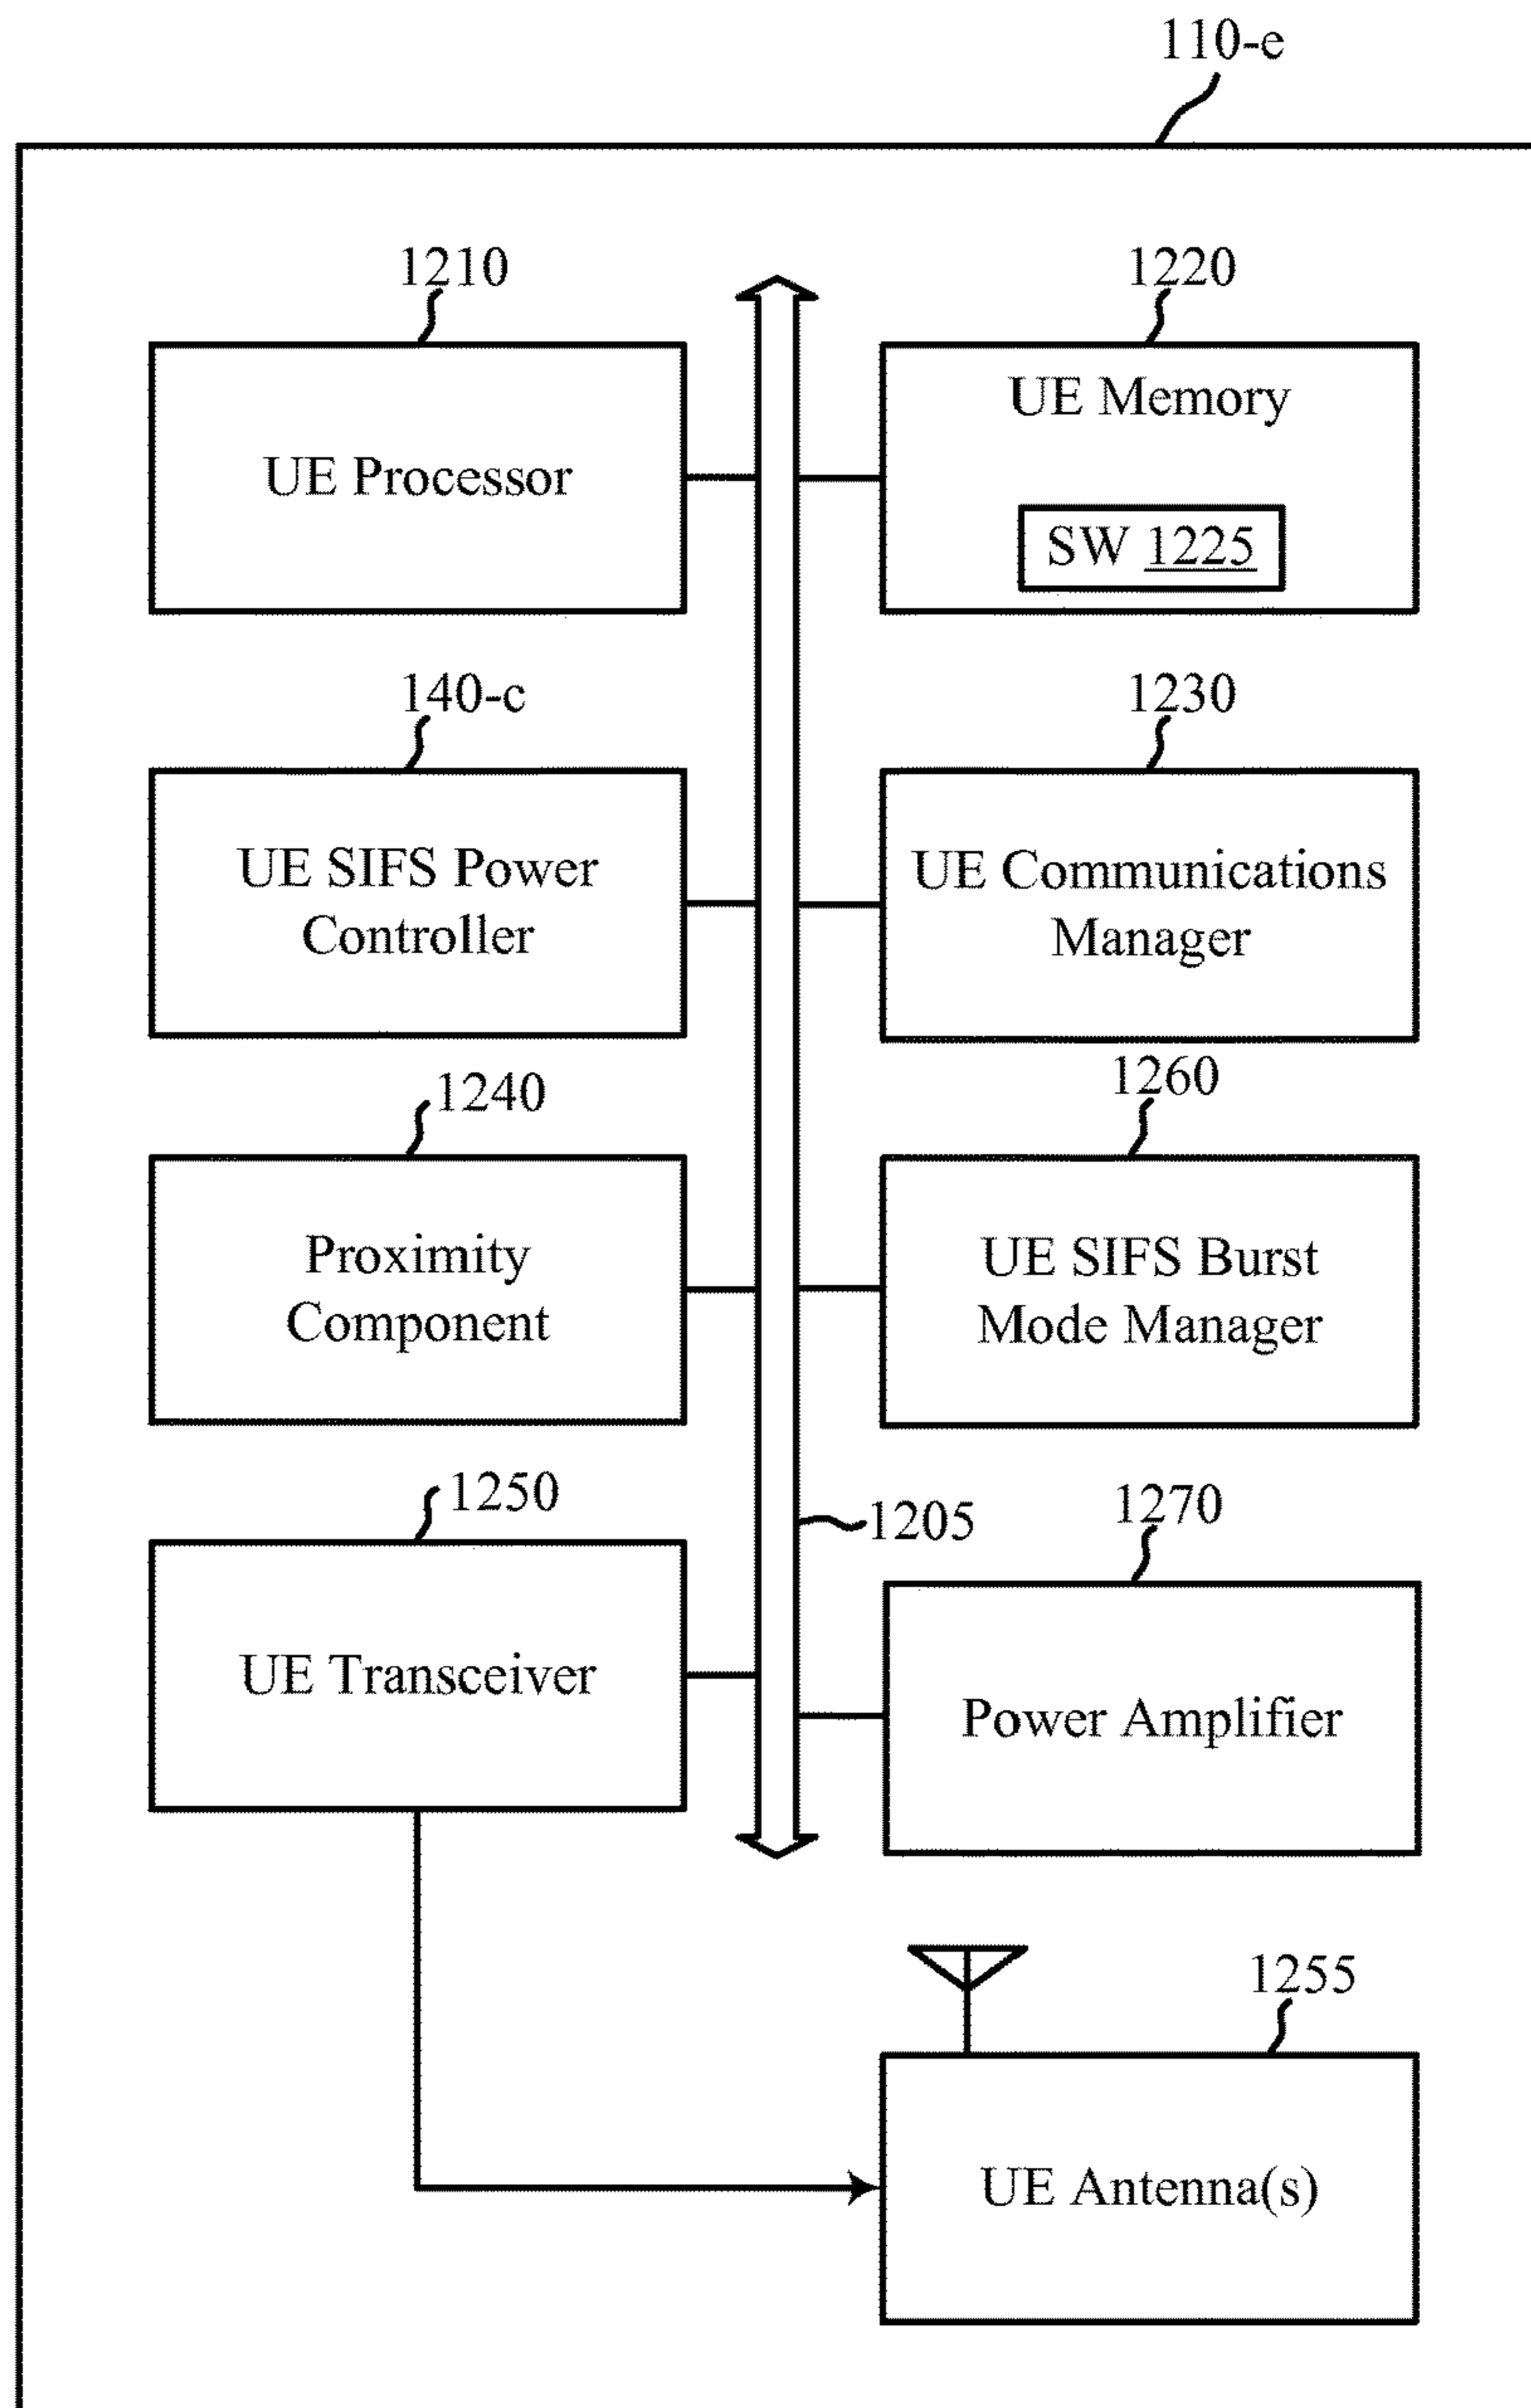 110-e
1210
1220
UE Processor
UE Memory
SW 1225
140-c
1230
UE SIFS Power
Controller
UE Communications
Manager
1240
1260
Proximity
Component
UE SIFS Burst
Mode Manager
1250
1205
1270
UE Transceiver
Power Amplifier
1255
UE Antenna(s)